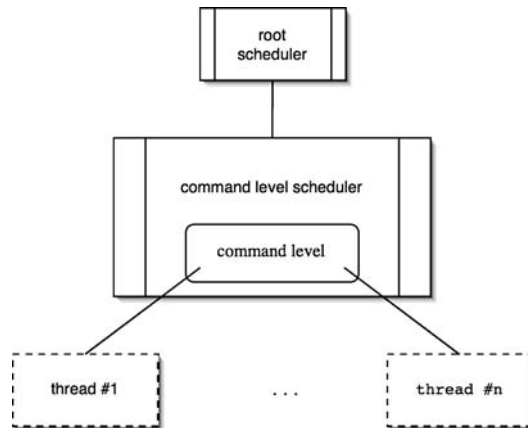 root
scheduler
command level scheduler
command level
thread #1
. . .
thread #n